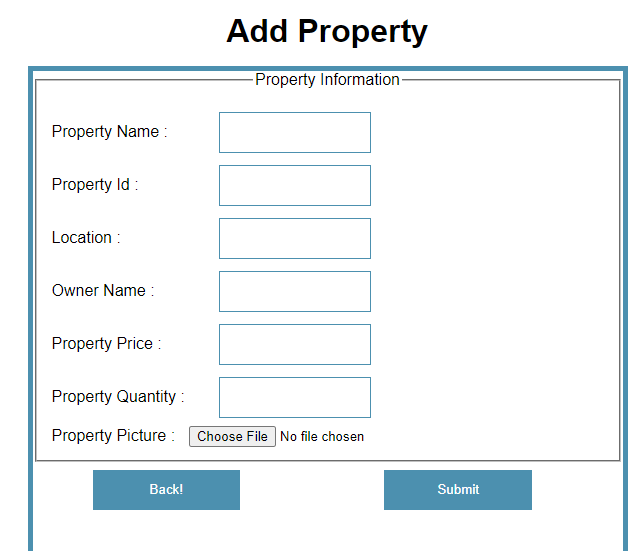 Add Property
Property Information
Property Name :
Property Id :
Location :
Owner Name :
Property Price :
Property Quantity :
Property Picture : Choose File No file chosen
Back! Submit